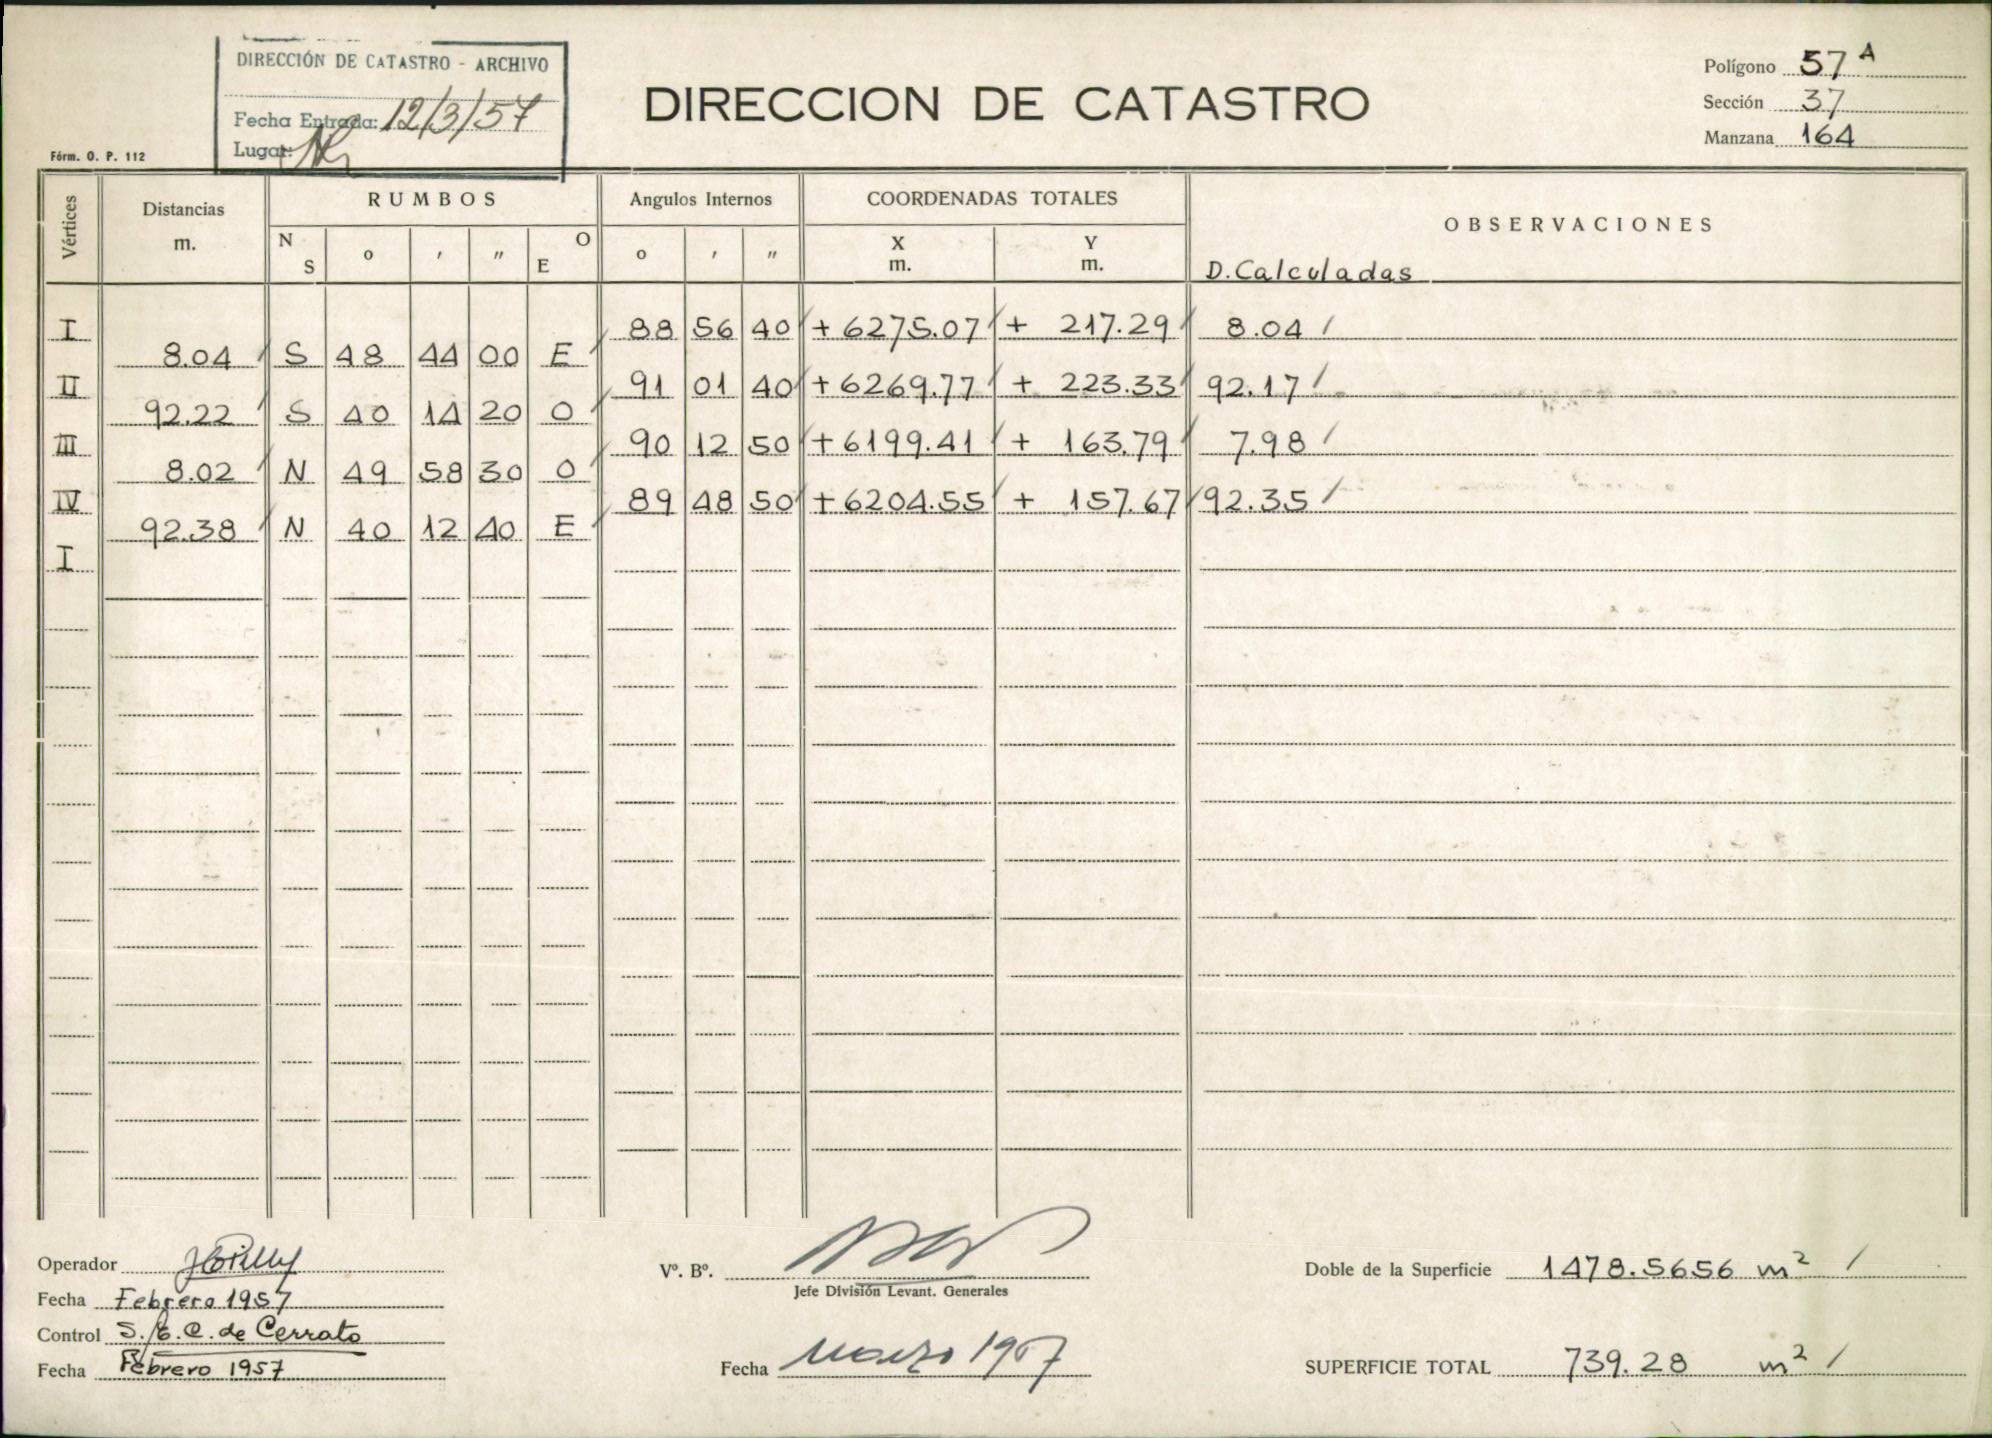 DIRECCIÓN DE CATASTRO - ARCHIVO
Fecha Entrada: 12/3/57
Lugar:
Fórm. O. P. 112
DIRECCION DE CATASTRO
Polígono 57 A
Sección 37
Manzana 164
Vértices
Distancias m.
RUMBOS
N S ° ′ ″ O E
Angulos Internos
° ′ ″
COORDENADAS TOTALES
X m. Y m.
OBSERVACIONES
D. Calculadas
I 88 56 40 + 6275.07 + 217.29 8.04 /
8.04 S 48 44 00 E
II 91 01 40 + 6269.77 + 223.33 92.17 /
92.22 S 40 14 20 O
III 90 12 50 + 6199.41 + 163.79 7.98 /
8.02 N 49 58 30 O
IV 89 48 50 + 6204.55 + 157.67 92.35 /
92.38 N 40 12 40 E
I
Operador
Fecha Febrero 1957
Control S. E. C. de Cerrato
Fecha Febrero 1957
Vº. Bº.
Jefe División Levant. Generales
Fecha Marzo 1957
Doble de la Superficie 1478.5656 m² /
SUPERFICIE TOTAL 739.28 m² /